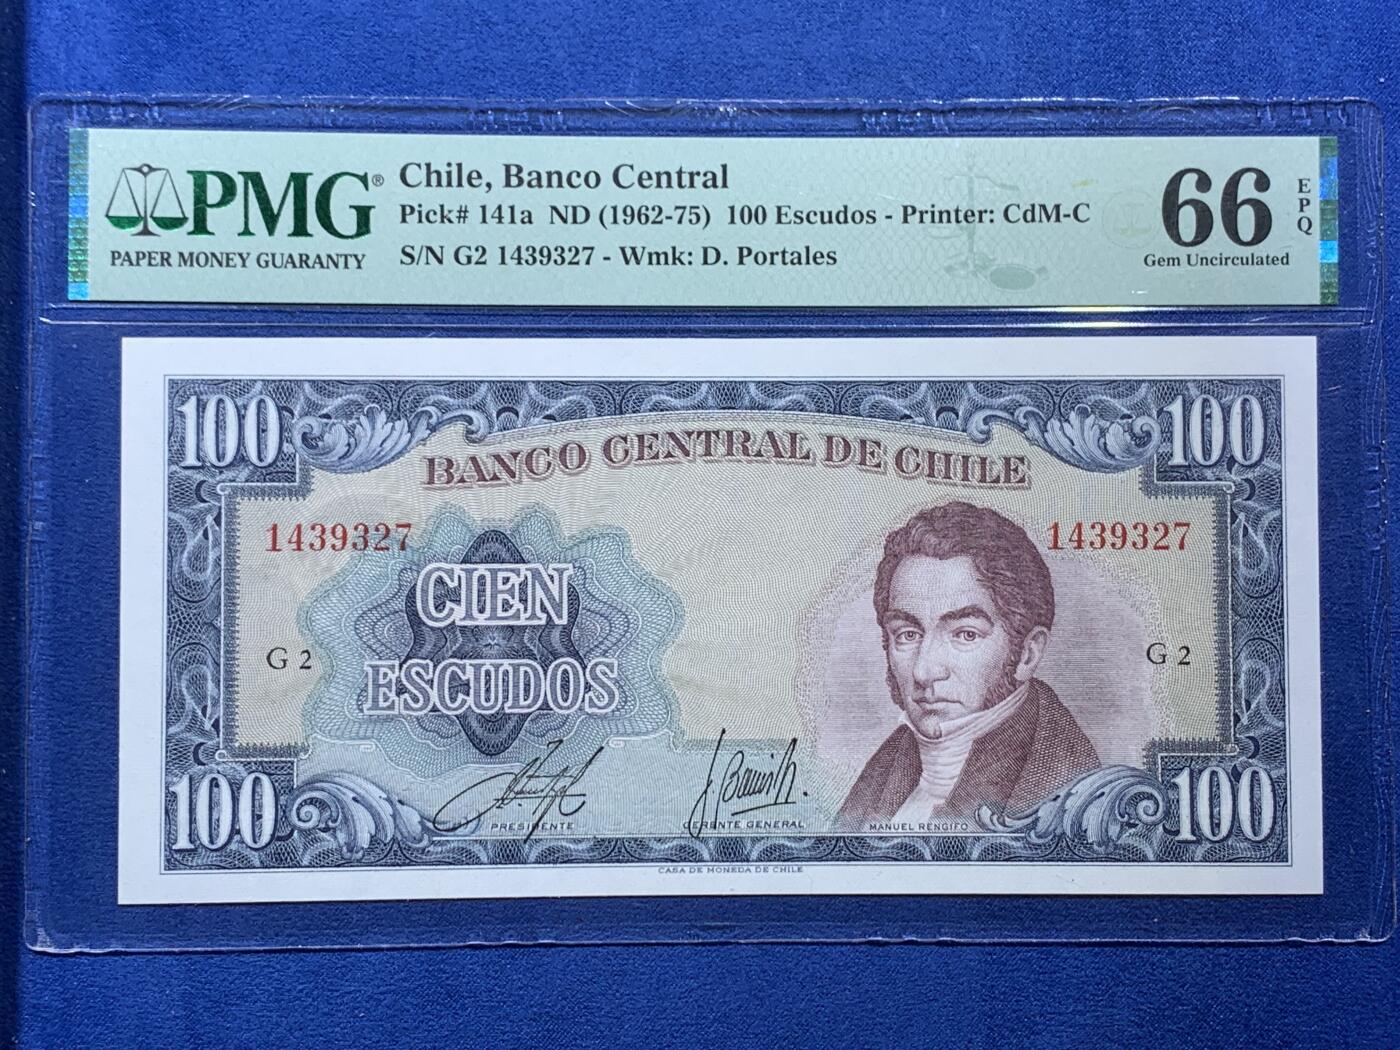 PMG®
PAPER MONEY GUARANTY
Chile, Banco Central
Pick# 141a ND (1962-75) 100 Escudos - Printer: CdM-C
S/N G2 1439327 - Wmk: D. Portales
66
EPQ
Gem Uncirculated
100 100
BANCO CENTRAL DE CHILE
1439327 1439327
CIEN
ESCUDOS
G 2 G 2
100 100
PRESIDENTE GERENTE GENERAL MANUEL RENGIFO
CASA DE MONEDA DE CHILE